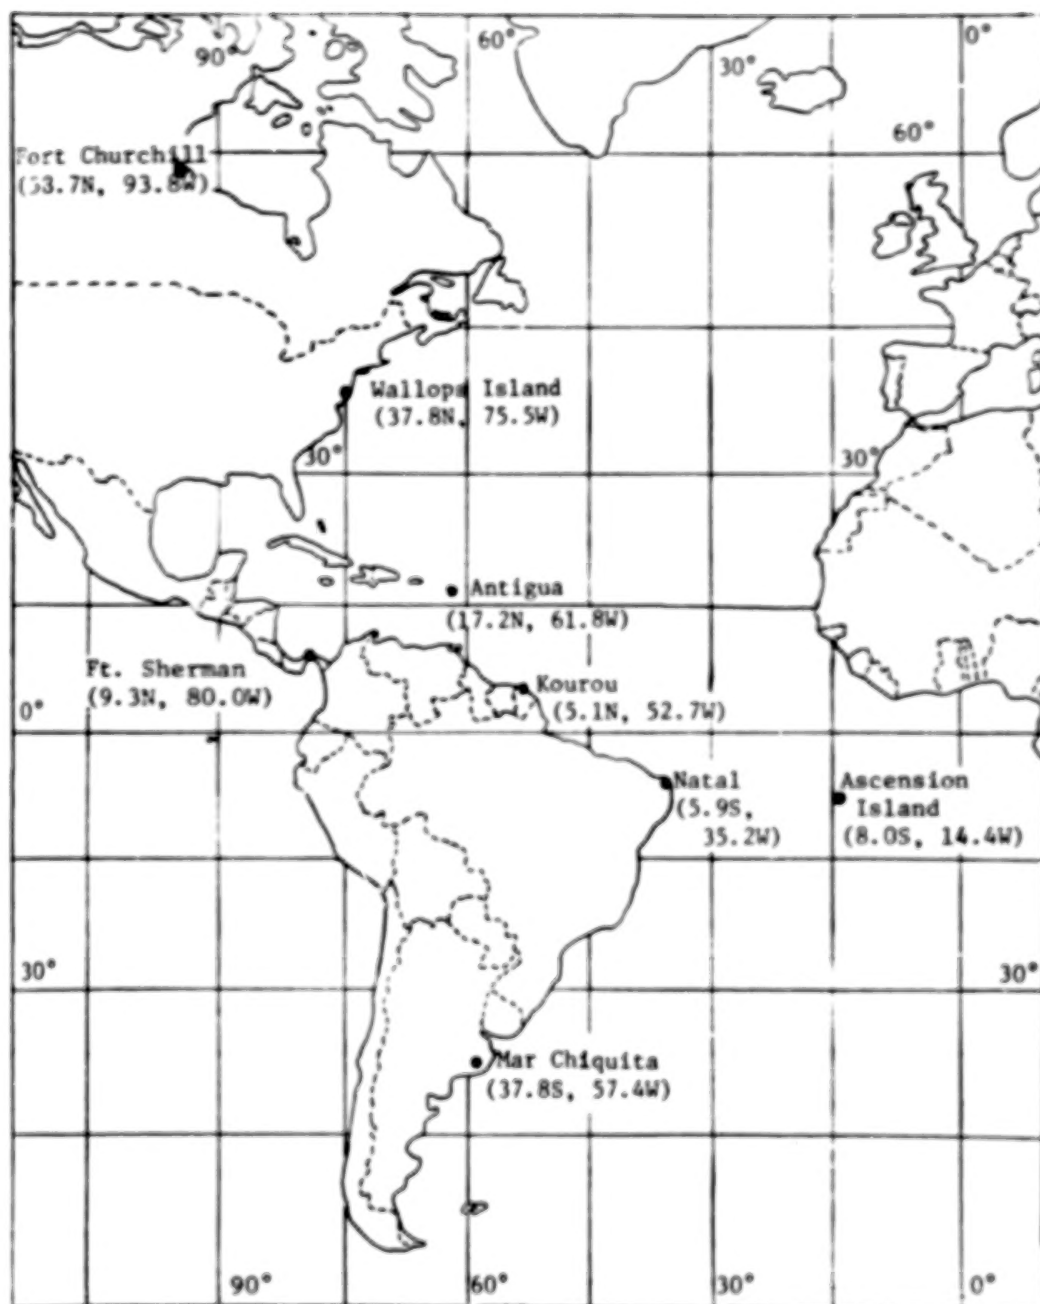 90°
60°
30°
0°
60°
Fort Churchill
(53.7N, 93.8W)
Wallops Island
(37.8N, 75.5W)
30°
30°
Antigua
(17.2N, 61.8W)
Ft. Sherman
(9.3N, 80.0W)
Kourou
(5.1N, 52.7W)
0°
Natal
(5.9S,
35.2W)
Ascension
Island
(8.0S, 14.4W)
30°
30°
Mar Chiquita
(37.8S, 57.4W)
90°
60°
30°
0°